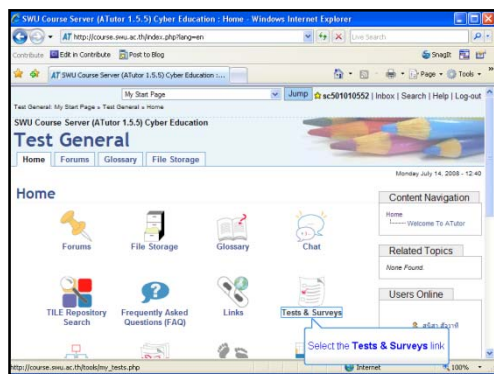 SWU Course Server (ATutor 1.5.5) Cyber Education : Home - Windows Internet Explorer
http://course.swu.ac.th/index.php?lang=en
Live Search
Contribute Edit in Contribute Post to Blog
SnagIt
SWU Course Server (ATutor 1.5.5) Cyber Education :...
Page Tools
My Start Page Jump sc501010552 | Inbox | Search | Help | Log-out
Test General: My Start Page » Test General » Home
SWU Course Server (ATutor 1.5.5) Cyber Education
Test General
Home Forums Glossary File Storage
Monday July 14, 2008 - 12:40
Home
Content Navigation
Home
Welcome To ATutor
Forums File Storage Glossary Chat
Related Topics
None Found.
Users Online
TILE Repository Search
Frequently Asked Questions (FAQ)
Links
Tests & Surveys
Select the Tests & Surveys link
http://course.swu.ac.th/tools/my_tests.php
Internet
100%